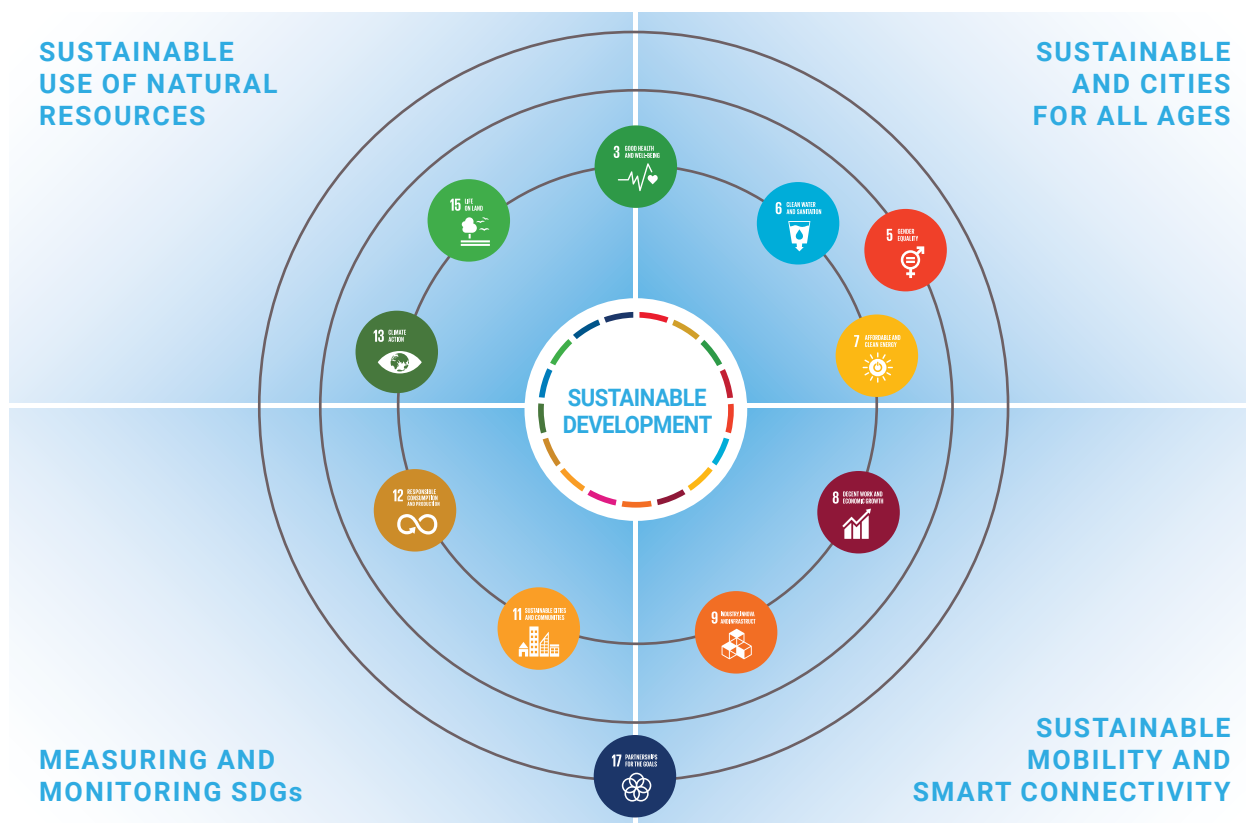 SUSTAINABLE
USE OF NATURAL
RESOURCES
SUSTAINABLE
AND CITIES
FOR ALL AGES
3 GOOD HEALTH
AND WELL-BEING
15 LIFE
ON LAND
6 CLEAN WATER
AND SANITATION
5 GENDER
EQUALITY
13 CLIMATE
ACTION
7 AFFORDABLE AND
CLEAN ENERGY
SUSTAINABLE
DEVELOPMENT
12 RESPONSIBLE
CONSUMPTION
AND PRODUCTION
8 DECENT WORK AND
ECONOMIC GROWTH
11 SUSTAINABLE CITIES
AND COMMUNITIES
9 INDUSTRY, INNOVA
ANDINFRASTRUCT
MEASURING AND
MONITORING SDGs
SUSTAINABLE
MOBILITY AND
SMART CONNECTIVITY
17 PARTNERSHIPS
FOR THE GOALS